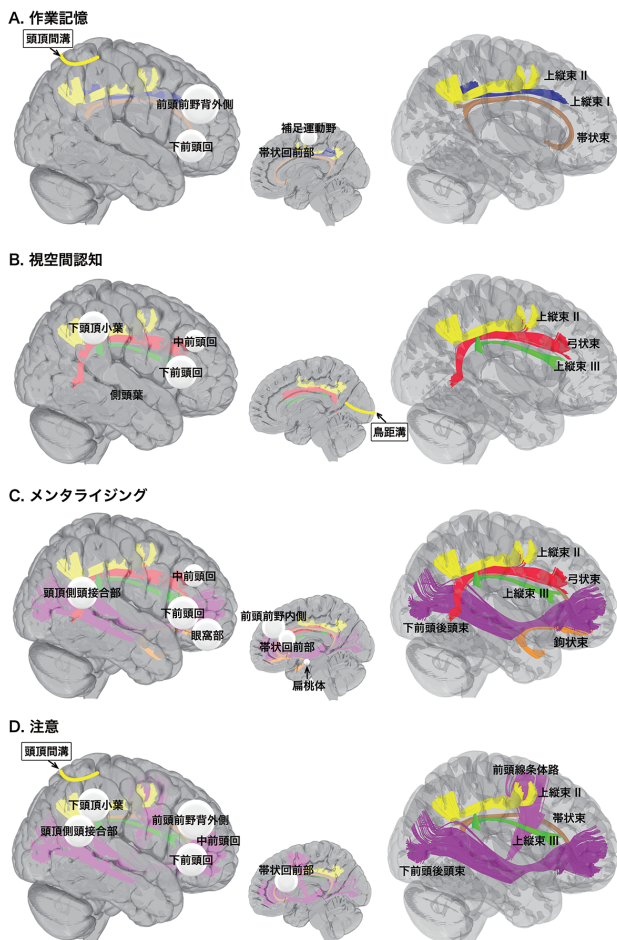 A. 作業記憶
頭頂間溝
前頭前野背外側
下前頭回
補足運動野
帯状回前部
上縦束 II
上縦束 I
帯状束
B. 視空間認知
下頭頂小葉
中前頭回
下前頭回
側頭葉
鳥距溝
上縦束 II
弓状束
上縦束 III
C. メンタライジング
頭頂側頭接合部
中前頭回
下前頭回
眼窩部
前頭前野内側
帯状回前部
扁桃体
上縦束 II
弓状束
上縦束 III
下前頭後頭束
鉤状束
D. 注意
頭頂間溝
下頭頂小葉
頭頂側頭接合部
前頭前野背外側
中前頭回
下前頭回
帯状回前部
前頭線条体路
上縦束 II
帯状束
上縦束 III
下前頭後頭束